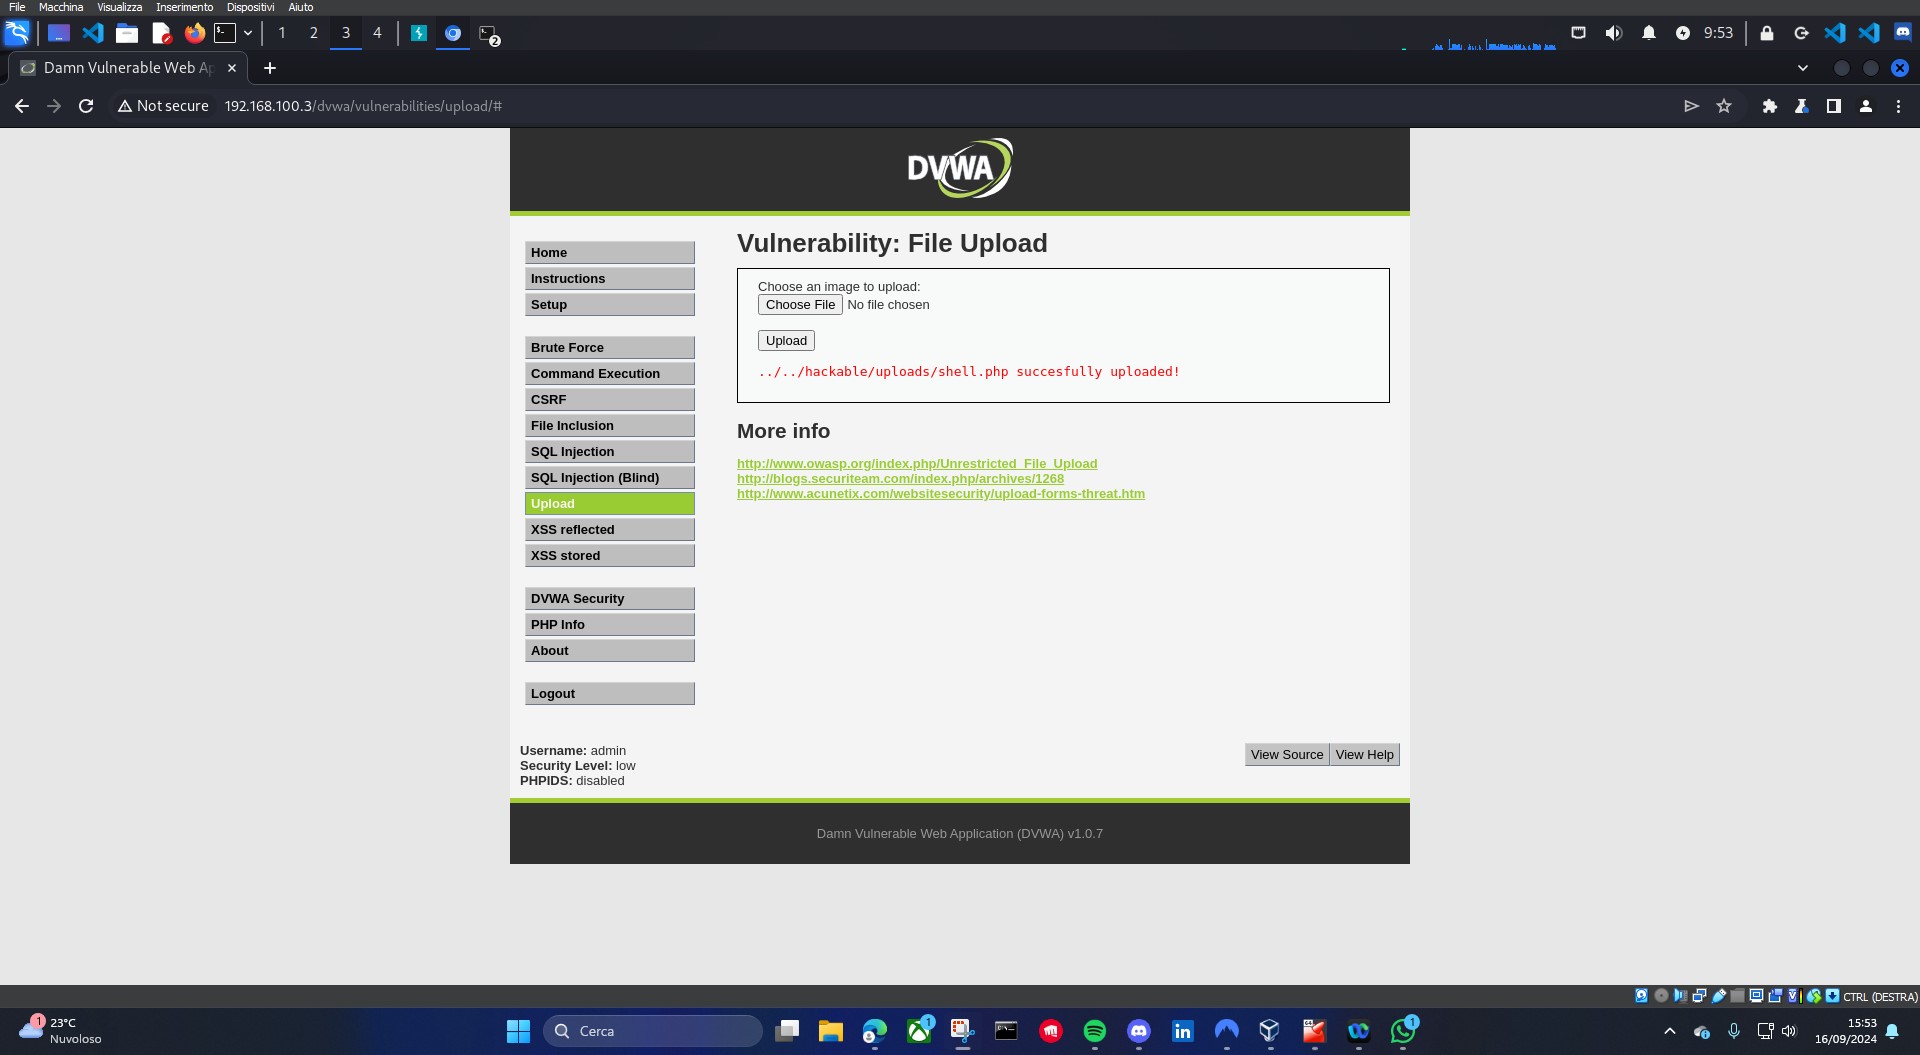 File Macchina Visualizza Inserimento Dispositivi Aiuto
1 2 3 4 2 9:53
Damn Vulnerable Web Ap
Not secure 192.168.100.3/dvwa/vulnerabilities/upload/#
DVWA
Home
Instructions
Setup
Brute Force
Command Execution
CSRF
File Inclusion
SQL Injection
SQL Injection (Blind)
Upload
XSS reflected
XSS stored
DVWA Security
PHP Info
About
Logout
Vulnerability: File Upload
Choose an image to upload:
Choose File No file chosen
Upload
../../hackable/uploads/shell.php succesfully uploaded!
More info
http://www.owasp.org/index.php/Unrestricted_File_Upload
http://blogs.securiteam.com/index.php/archives/1268
http://www.acunetix.com/websitesecurity/upload-forms-threat.htm
Username: admin
Security Level: low
PHPIDS: disabled
View Source View Help
Damn Vulnerable Web Application (DVWA) v1.0.7
CTRL (DESTRA)
1 23°C
Nuvoloso
Cerca
1
1
15:53
16/09/2024